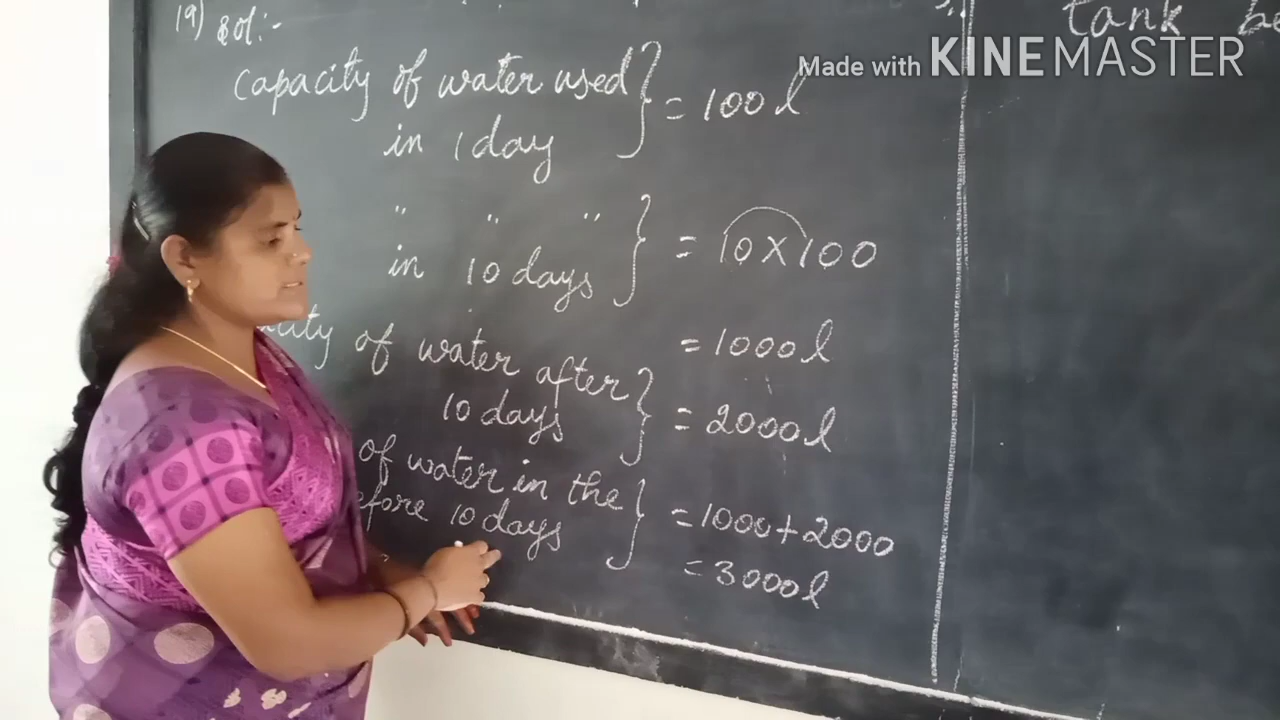 19) Sol:-
capacity of water used
in 1 day } = 100 l
" " "
in 10 days } = 10 x 100
= 1000 l
of water after
10 days } = 2000 l
of water in the
10 days } = 1000 + 2000
= 3000 l
tank
Made with KINEMASTER